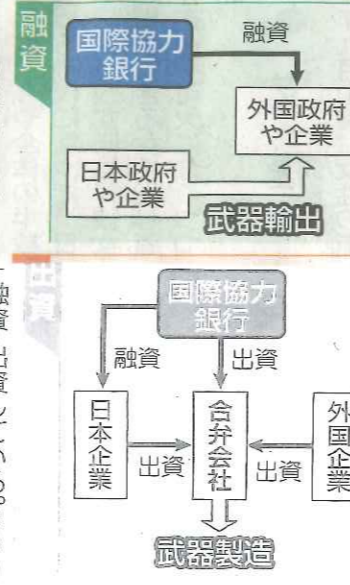 融資
国際協力
銀行
融資
外国政府
や企業
日本政府
や企業
武器輸出
出資
国際協力
銀行
融資
出資
日本企業
出資
合弁会社
出資
外国企業
武器製造